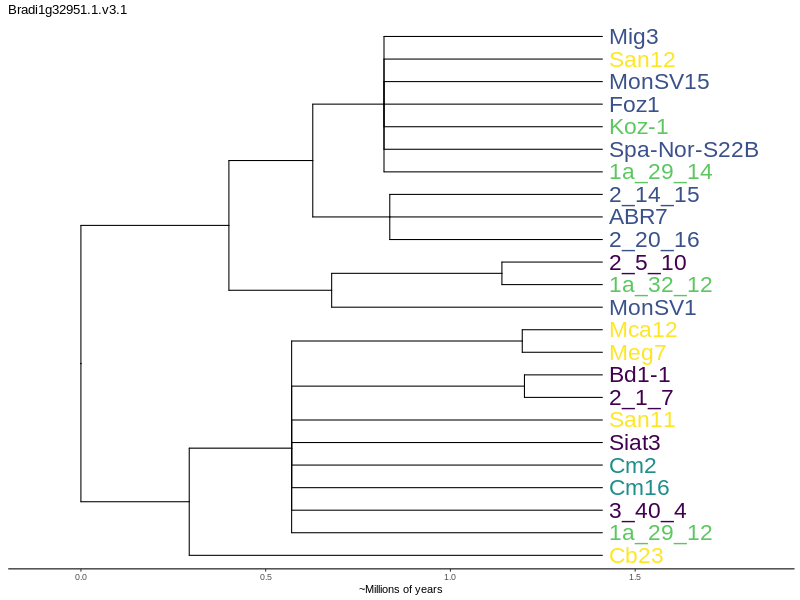 Bradi1g32951.1.v3.1
Mig3
San12
MonSV15
Foz1
Koz-1
Spa-Nor-S22B
1a_29_14
2_14_15
ABR7
2_20_16
2_5_10
1a_32_12
MonSV1
Mca12
Meg7
Bd1-1
2_1_7
San11
Siat3
Cm2
Cm16
3_40_4
1a_29_12
Cb23
0.0 0.5 1.0 1.5
~Millions of years